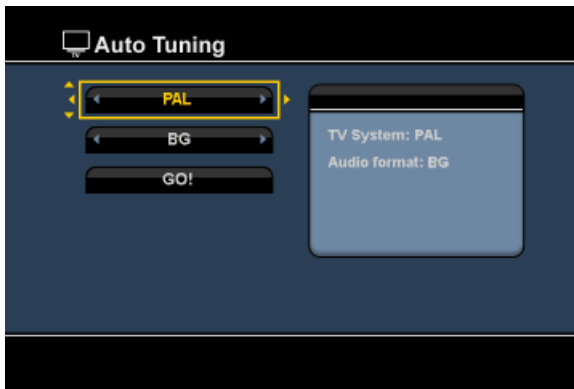 Auto Tuning
PAL
BG
GO!
TV System: PAL
Audio format: BG